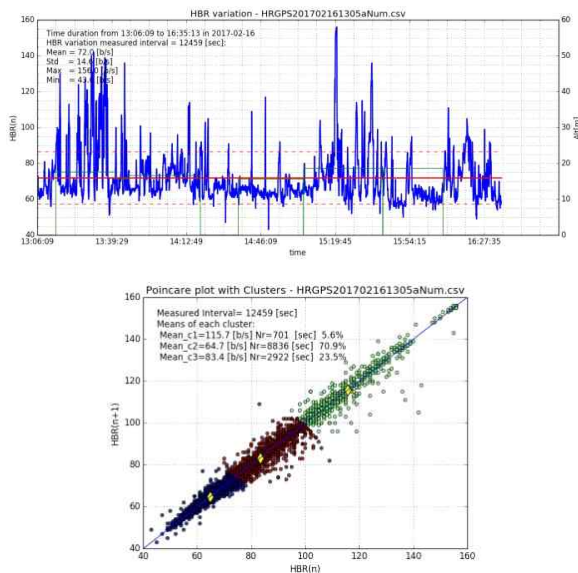 HBR variation - HRGPS201702161305aNum.csv
Time duration from 13:06:09 to 16:35:13 in 2017-02-16
HBR variation measured interval = 12459 [sec]:
Mean = 72.0 [b/s]
Std = 14.6 [b/s]
Max = 156.0 [b/s]
Min = 43.0 [b/s]
160
140
120
100
80
60
40
HBR(n)
60
50
40
30
20
10
0
Alt[m]
13:06:09 13:39:29 14:12:49 14:46:09 15:19:45 15:54:15 16:27:35
time
Poincare plot with Clusters - HRGPS201702161305aNum.csv
Measured Interval= 12459 [sec]
Means of each cluster:
Mean_c1=115.7 [b/s] Nr=701 [sec] 5.6%
Mean_c2=64.7 [b/s] Nr=8836 [sec] 70.9%
Mean_c3=83.4 [b/s] Nr=2922 [sec] 23.5%
160
140
120
100
80
60
40
HBR(n+1)
40 60 80 100 120 140 160
HBR(n)